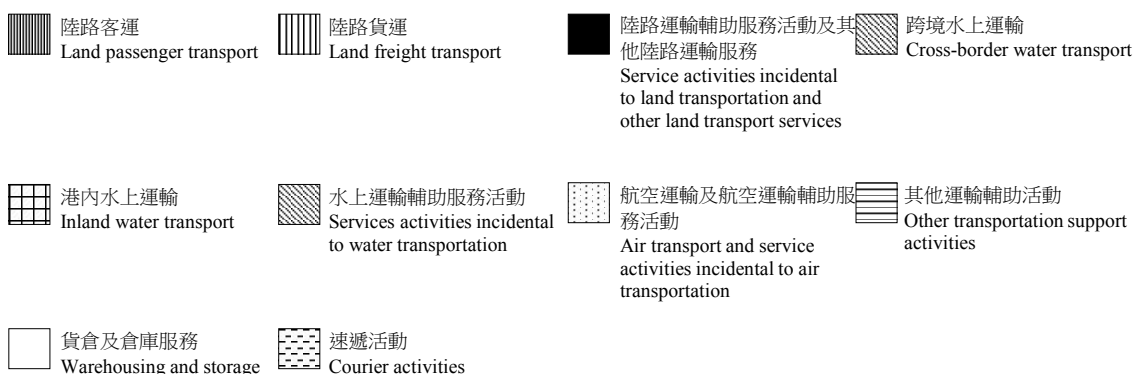 陸路客運
Land passenger transport
陸路貨運
Land freight transport
陸路運輸輔助服務活動及其
他陸路運輸服務
Service activities incidental
to land transportation and
other land transport services
跨境水上運輸
Cross-border water transport
港內水上運輸
Inland water transport
水上運輸輔助服務活動
Services activities incidental
to water transportation
航空運輸及航空運輸輔助服
務活動
Air transport and service
activities incidental to air
transportation
其他運輸輔助活動
Other transportation support
activities
貨倉及倉庫服務
Warehousing and storage
速遞活動
Courier activities